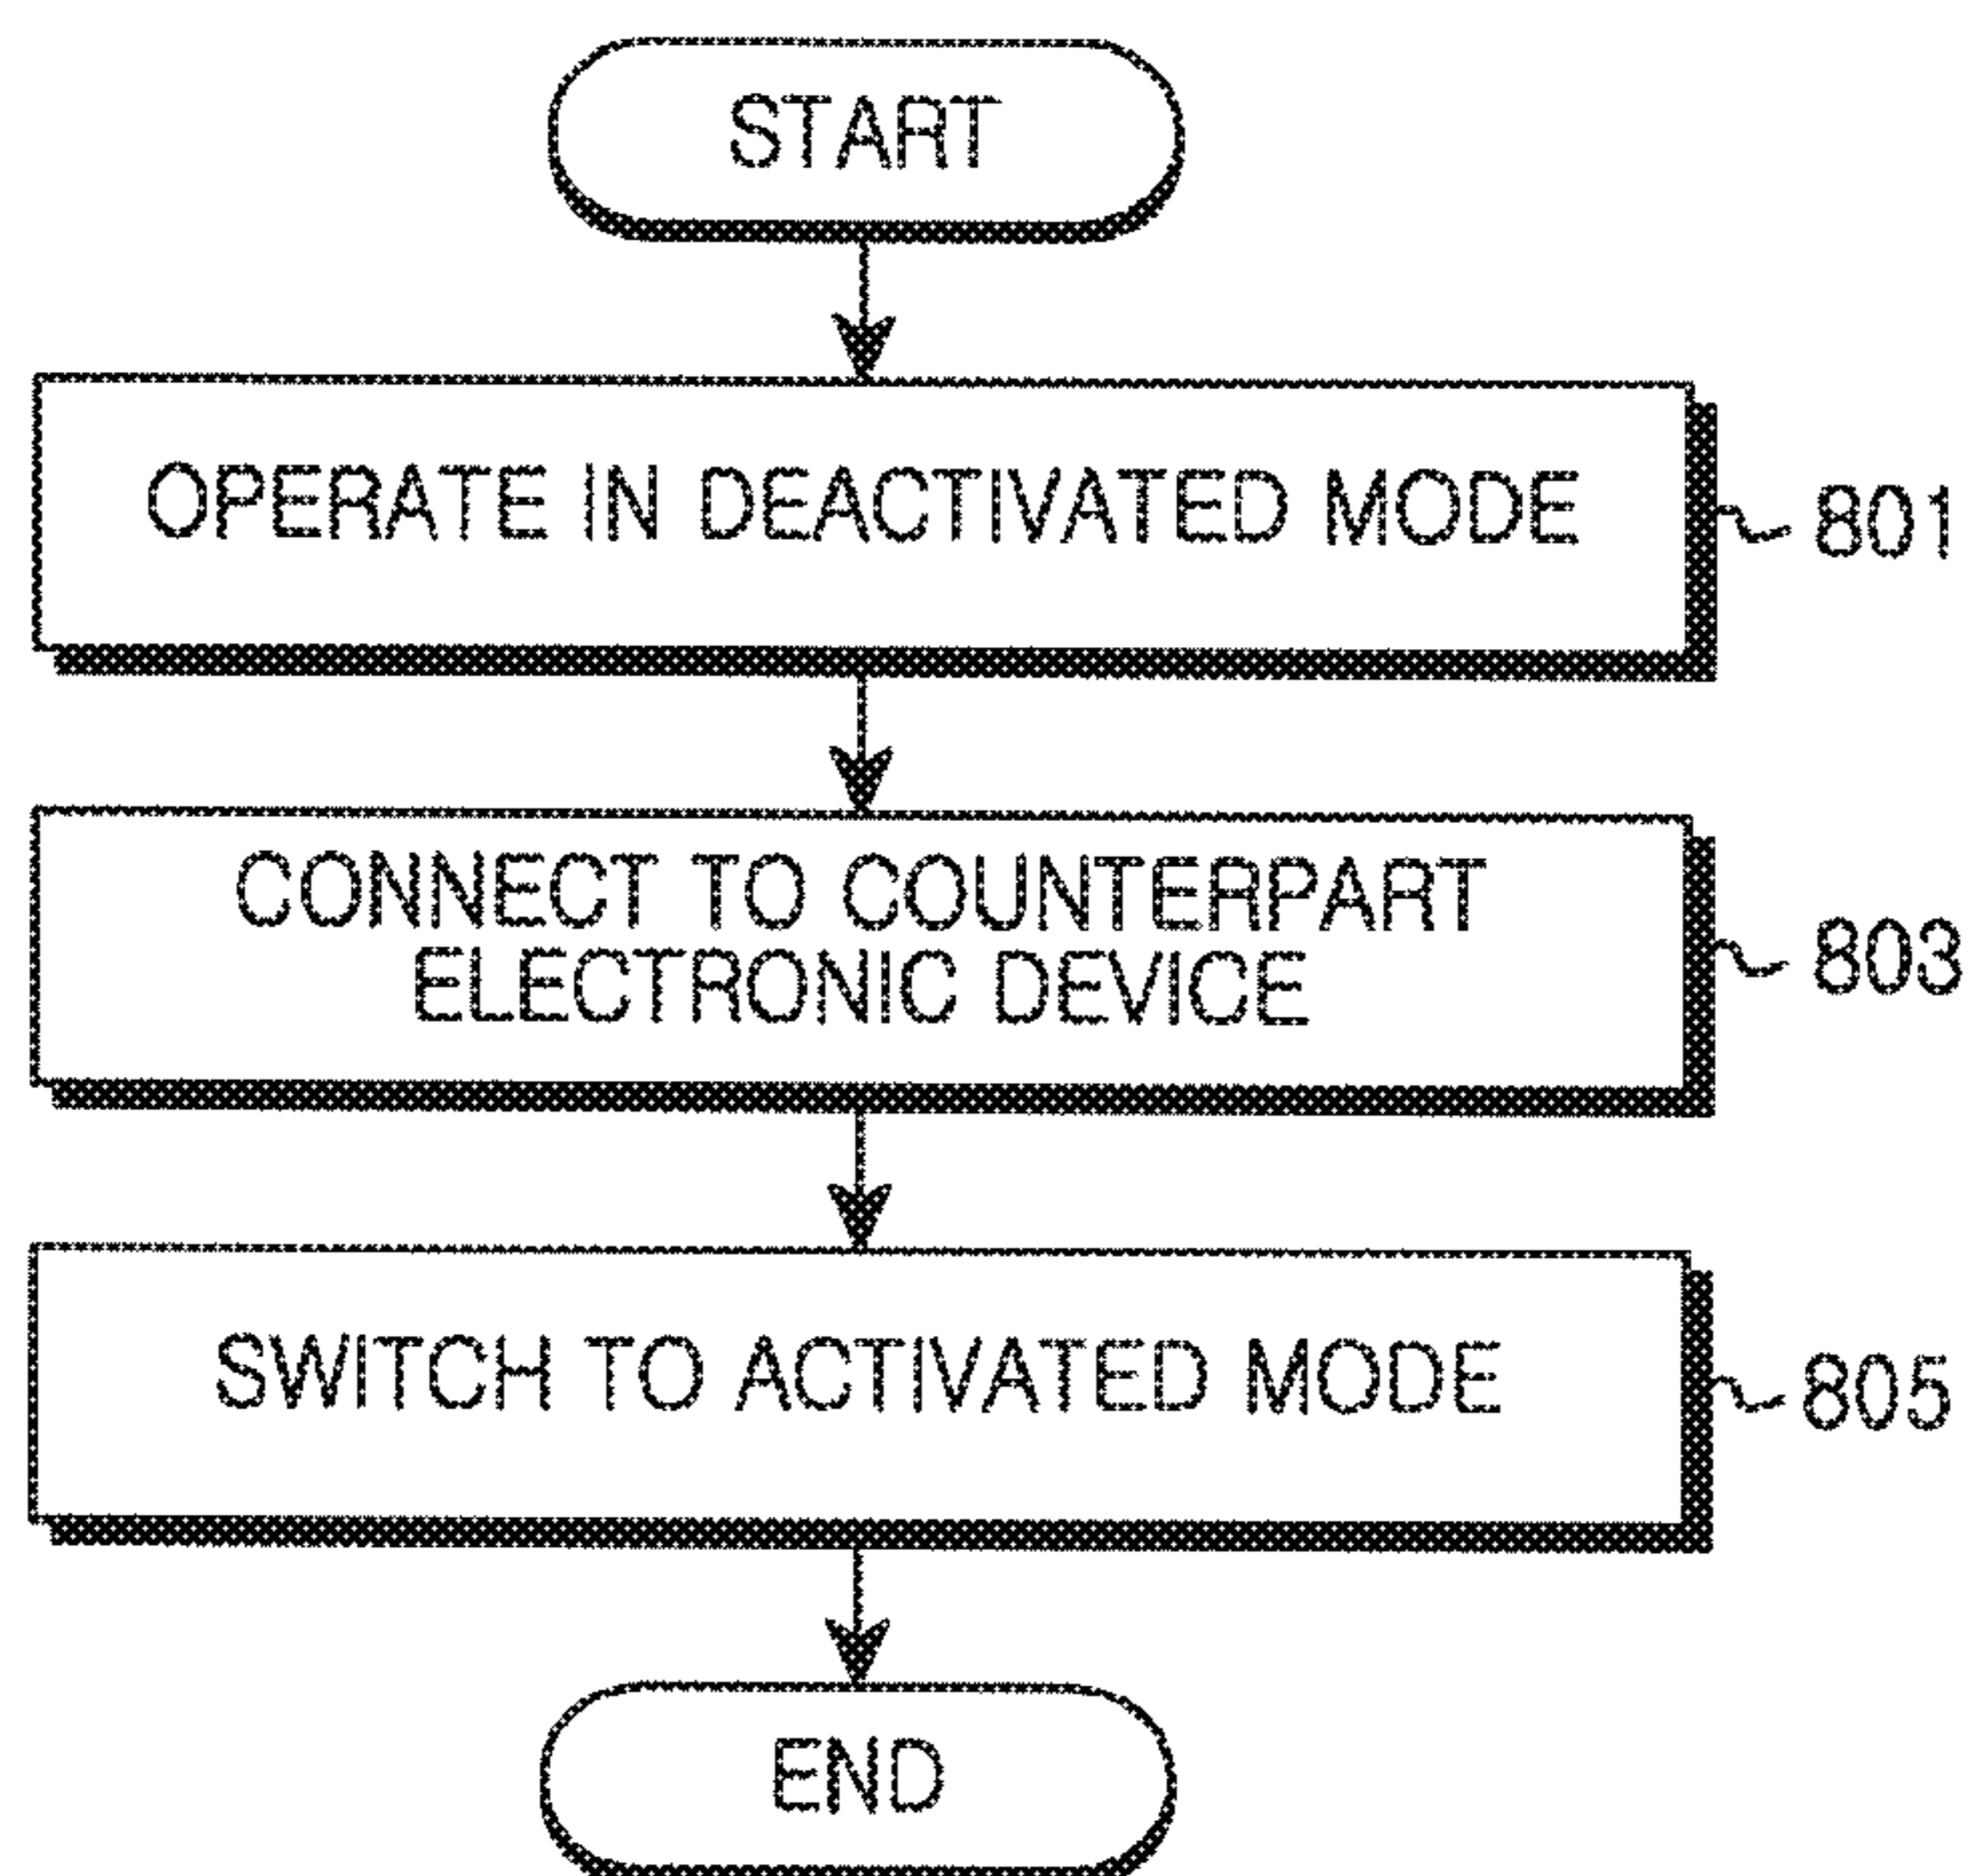 START
OPERATE IN DEACTIVATED MODE
801
CONNECT TO COUNTERPART
ELECTRONIC DEVICE
803
SWITCH TO ACTIVATED MODE
805
END